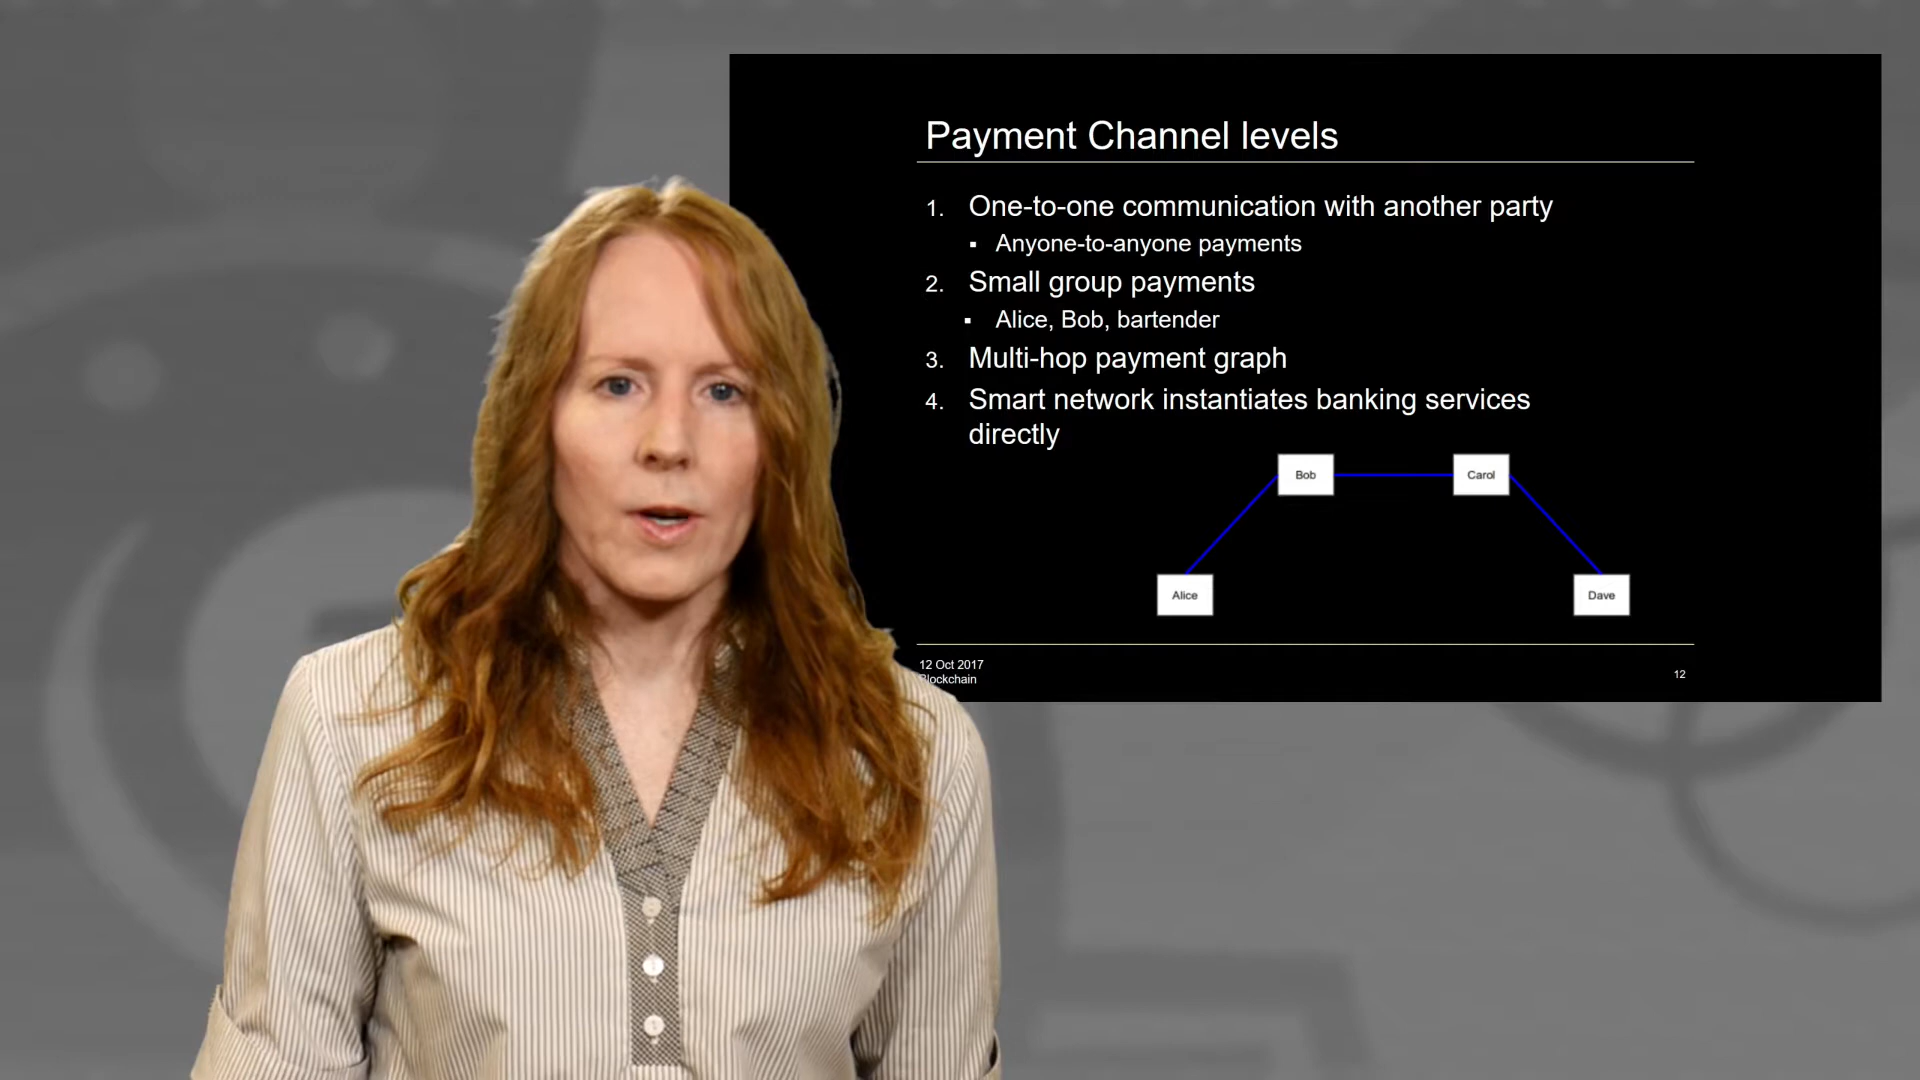 Payment Channel levels
1. One-to-one communication with another party
▪ Anyone-to-anyone payments
2. Small group payments
▪ Alice, Bob, bartender
3. Multi-hop payment graph
4. Smart network instantiates banking services
directly
Bob
Carol
Alice
Dave
12 Oct 2017
Blockchain
12